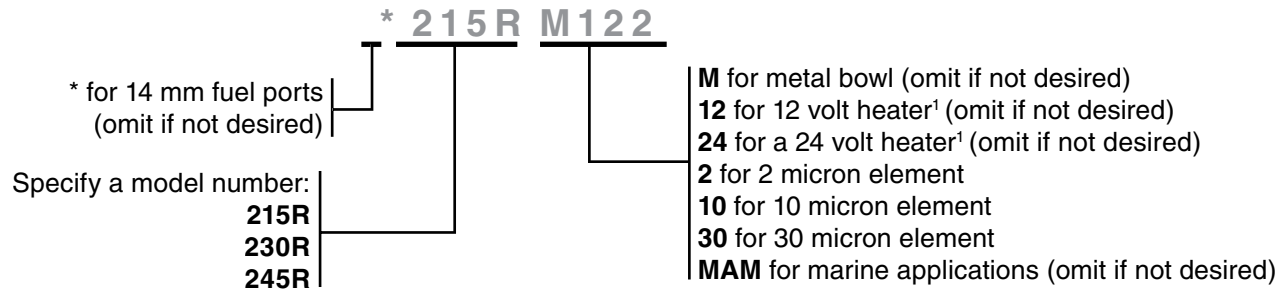 * 215R M122
* for 14 mm fuel ports
(omit if not desired)
Specify a model number:
215R
230R
245R
M for metal bowl (omit if not desired)
12 for 12 volt heater¹ (omit if not desired)
24 for a 24 volt heater¹ (omit if not desired)
2 for 2 micron element
10 for 10 micron element
30 for 30 micron element
MAM for marine applications (omit if not desired)